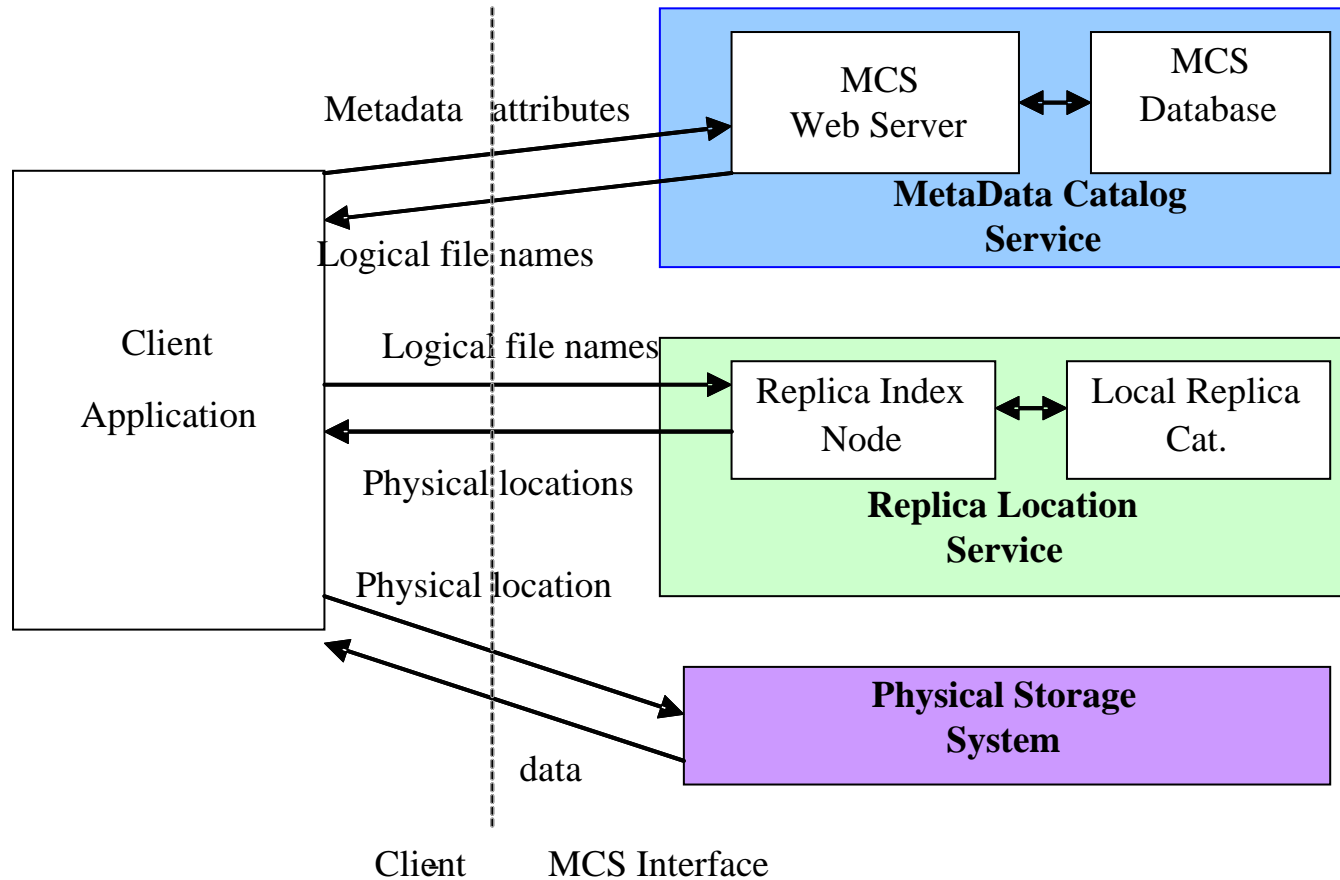 Metadata attributes
MCS
Web Server
MCS
Database
MetaData Catalog
Service
Logical file names
Client
Application
Logical file names
Replica Index
Node
Local Replica
Cat.
Physical locations
Replica Location
Service
Physical location
Physical Storage
System
data
Client-
MCS Interface